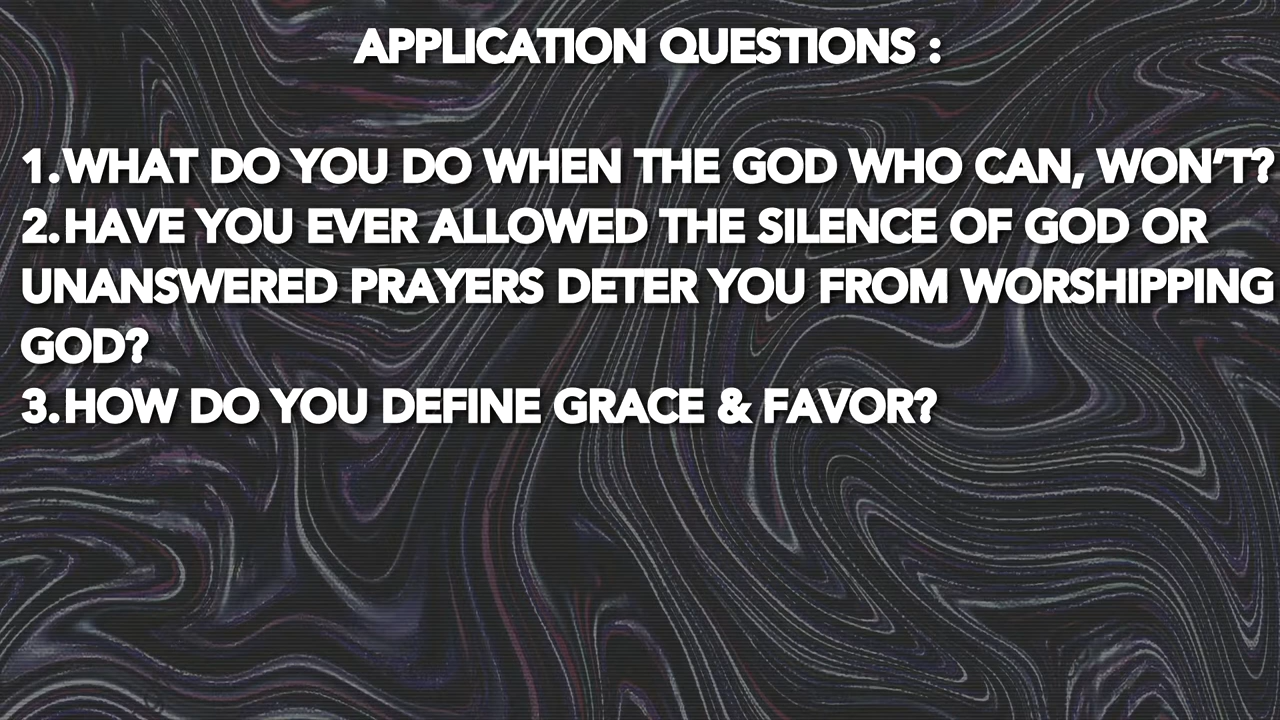 APPLICATION QUESTIONS :
1.WHAT DO YOU DO WHEN THE GOD WHO CAN, WON'T?
2.HAVE YOU EVER ALLOWED THE SILENCE OF GOD OR
UNANSWERED PRAYERS DETER YOU FROM WORSHIPPING
GOD?
3.HOW DO YOU DEFINE GRACE & FAVOR?